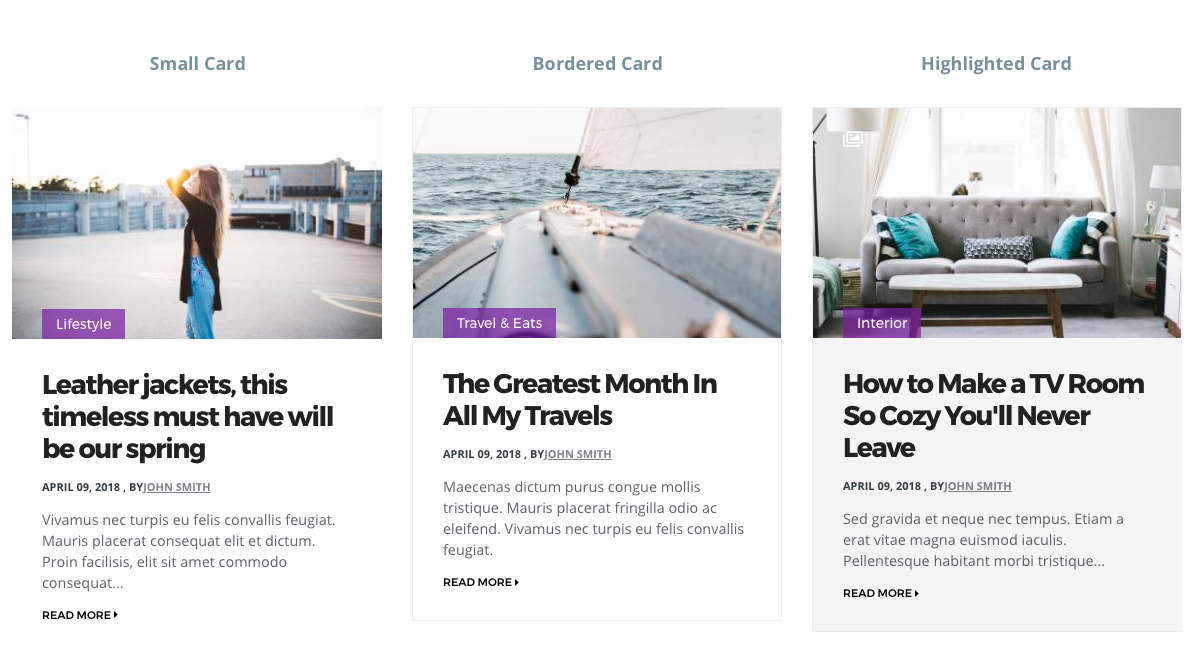 Small Card
Bordered Card
Highlighted Card
Lifestyle
Leather jackets, this
timeless must have will
be our spring
APRIL 09, 2018 , BYJOHN SMITH
Vivamus nec turpis eu felis convallis feugiat.
Mauris placerat consequat elit et dictum.
Proin facilisis, elit sit amet commodo
consequat...
READ MORE
Travel & Eats
The Greatest Month In
All My Travels
APRIL 09, 2018 , BYJOHN SMITH
Maecenas dictum purus congue mollis
tristique. Mauris placerat fringilla odio ac
eleifend. Vivamus nec turpis eu felis convallis
feugiat.
READ MORE
Interior
How to Make a TV Room
So Cozy You'll Never
Leave
APRIL 09, 2018 , BYJOHN SMITH
Sed gravida et neque nec tempus. Etiam a
erat vitae magna euismod iaculis.
Pellentesque habitant morbi tristique...
READ MORE